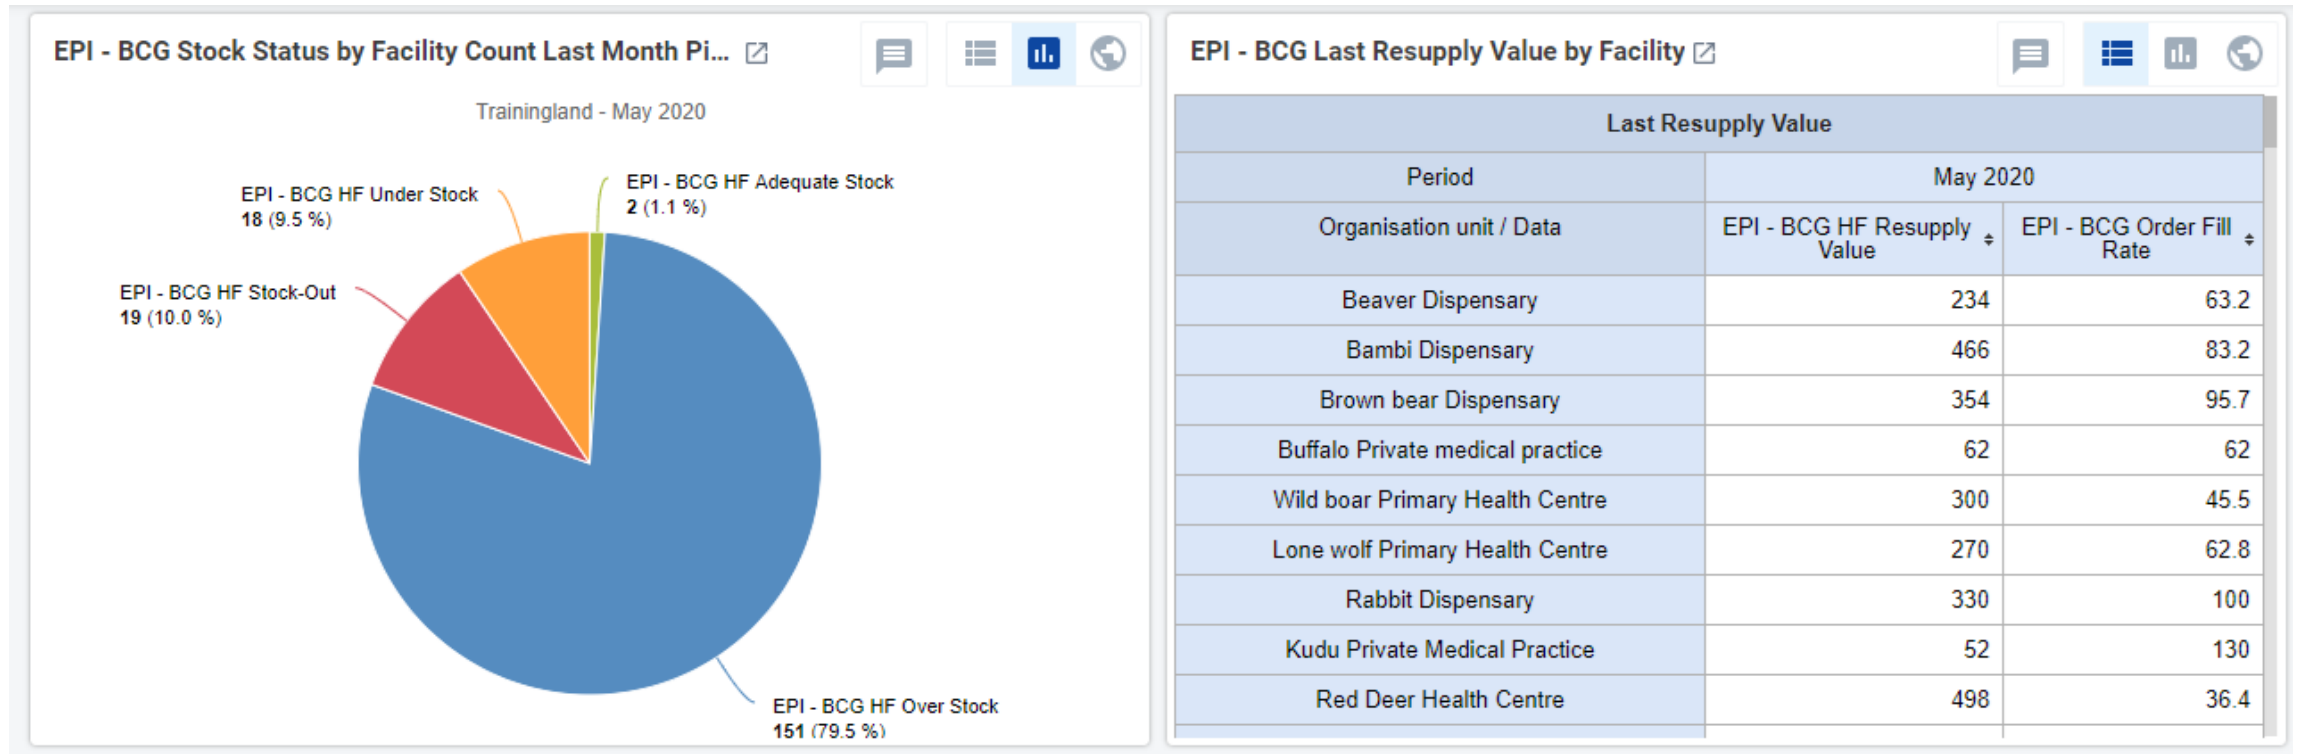 EPI - BCG Stock Status by Facility Count Last Month Pi...
Trainingland - May 2020
EPI - BCG HF Adequate Stock
2 (1.1 %)
EPI - BCG HF Under Stock
18 (9.5 %)
EPI - BCG HF Stock-Out
19 (10.0 %)
EPI - BCG HF Over Stock
151 (79.5 %)
EPI - BCG Last Resupply Value by Facility
Last Resupply Value
Period May 2020
Organisation unit / Data EPI - BCG HF Resupply Value EPI - BCG Order Fill Rate
Beaver Dispensary 234 63.2
Bambi Dispensary 466 83.2
Brown bear Dispensary 354 95.7
Buffalo Private medical practice 62 62
Wild boar Primary Health Centre 300 45.5
Lone wolf Primary Health Centre 270 62.8
Rabbit Dispensary 330 100
Kudu Private Medical Practice 52 130
Red Deer Health Centre 498 36.4